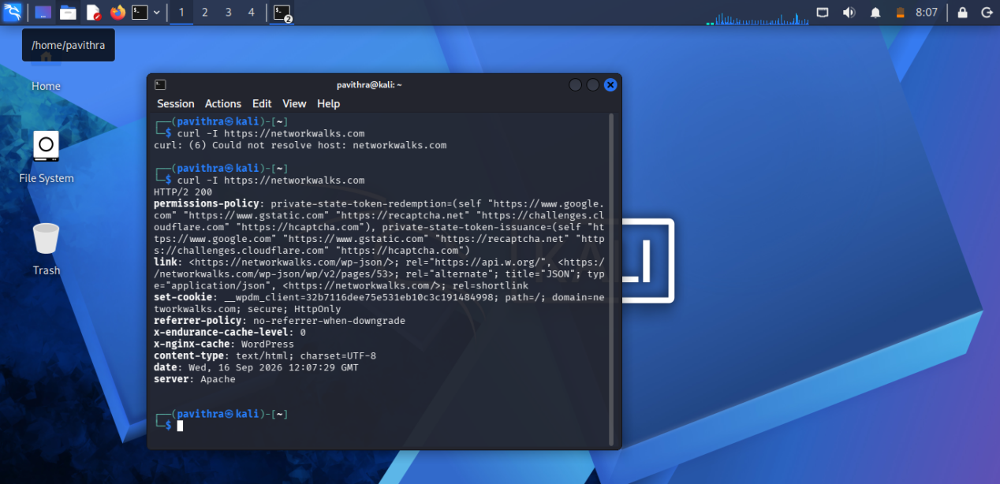 1 2 3 4 2 8:07
/home/pavithra
Home
File System
Trash
pavithra@kali: ~
Session Actions Edit View Help
┌──(pavithra㉿kali)-[~]
└─$ curl -I https://networkwalks.com
curl: (6) Could not resolve host: networkwalks.com
┌──(pavithra㉿kali)-[~]
└─$ curl -I https://networkwalks.com
HTTP/2 200
permissions-policy: private-state-token-redemption=(self "https://www.google.
com" "https://www.gstatic.com" "https://recaptcha.net" "https://challenges.cl
oudflare.com" "https://hcaptcha.com"), private-state-token-issuance=(self "ht
tps://www.google.com" "https://www.gstatic.com" "https://recaptcha.net" "http
s://challenges.cloudflare.com" "https://hcaptcha.com")
link: <https://networkwalks.com/wp-json/>; rel="https://api.w.org/", <https:/
/networkwalks.com/wp-json/wp/v2/pages/53>; rel="alternate"; title="JSON"; typ
e="application/json", <https://networkwalks.com/>; rel=shortlink
set-cookie: __wpdm_client=32b7116dee75e531eb10c3c191484998; path=/; domain=ne
tworkwalks.com; secure; HttpOnly
referrer-policy: no-referrer-when-downgrade
x-endurance-cache-level: 0
x-nginx-cache: WordPress
content-type: text/html; charset=UTF-8
date: Wed, 16 Sep 2026 12:07:29 GMT
server: Apache
┌──(pavithra㉿kali)-[~]
└─$
KALI